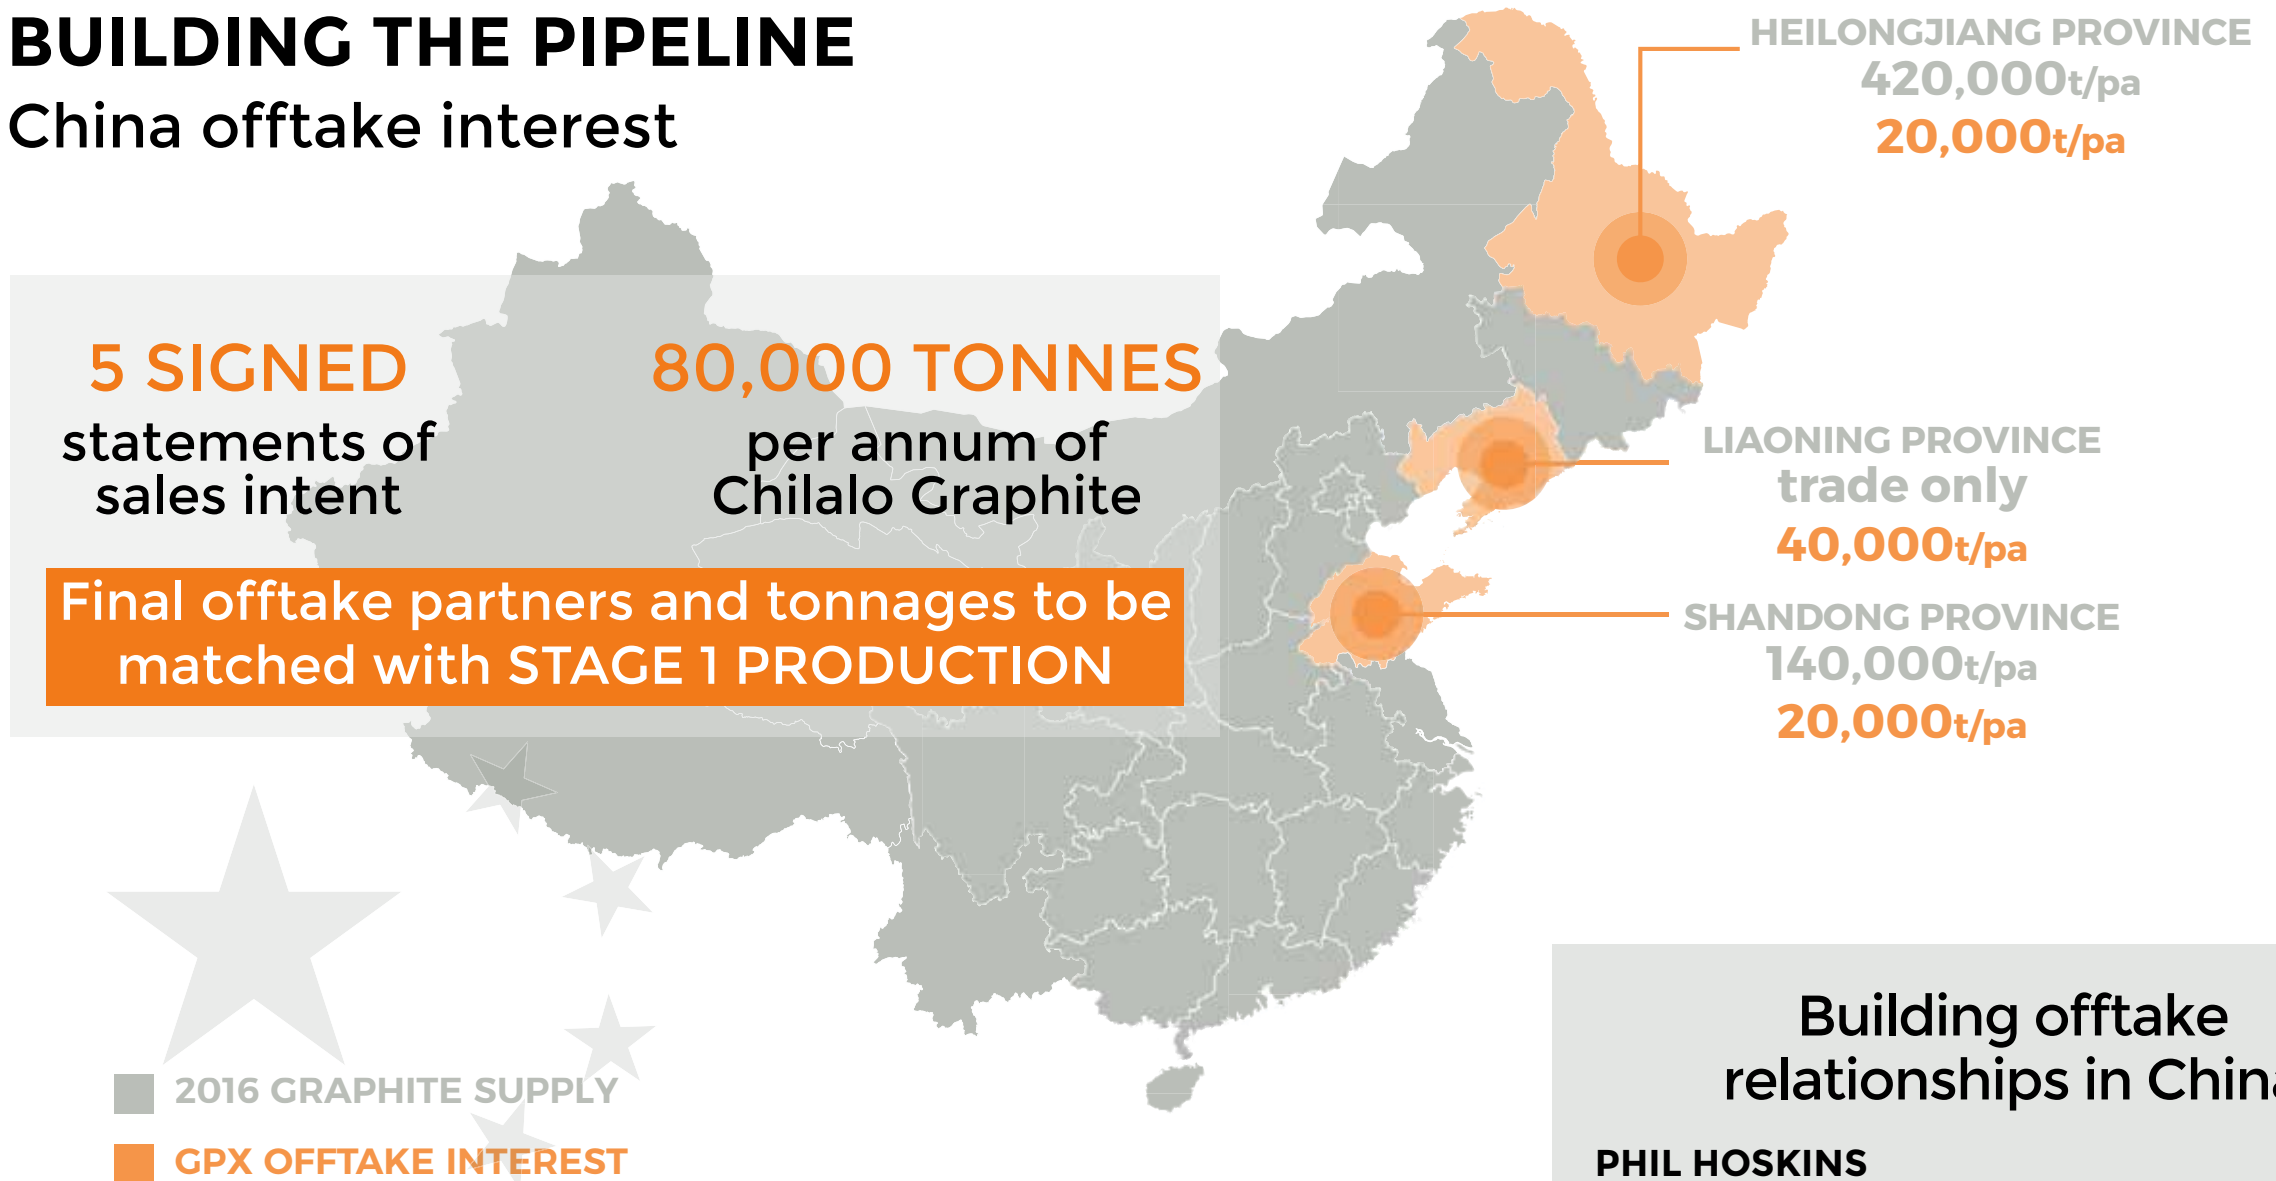 BUILDING THE PIPELINE
China offtake interest
HEILONGJIANG PROVINCE
420,000t/pa
20,000t/pa
5 SIGNED
statements of
sales intent
80,000 TONNES
per annum of
Chilalo Graphite
Final offtake partners and tonnages to be
matched with STAGE 1 PRODUCTION
LIAONING PROVINCE
trade only
40,000t/pa
SHANDONG PROVINCE
140,000t/pa
20,000t/pa
2016 GRAPHITE SUPPLY
GPX OFFTAKE INTEREST
Building offtake
relationships in China
PHIL HOSKINS